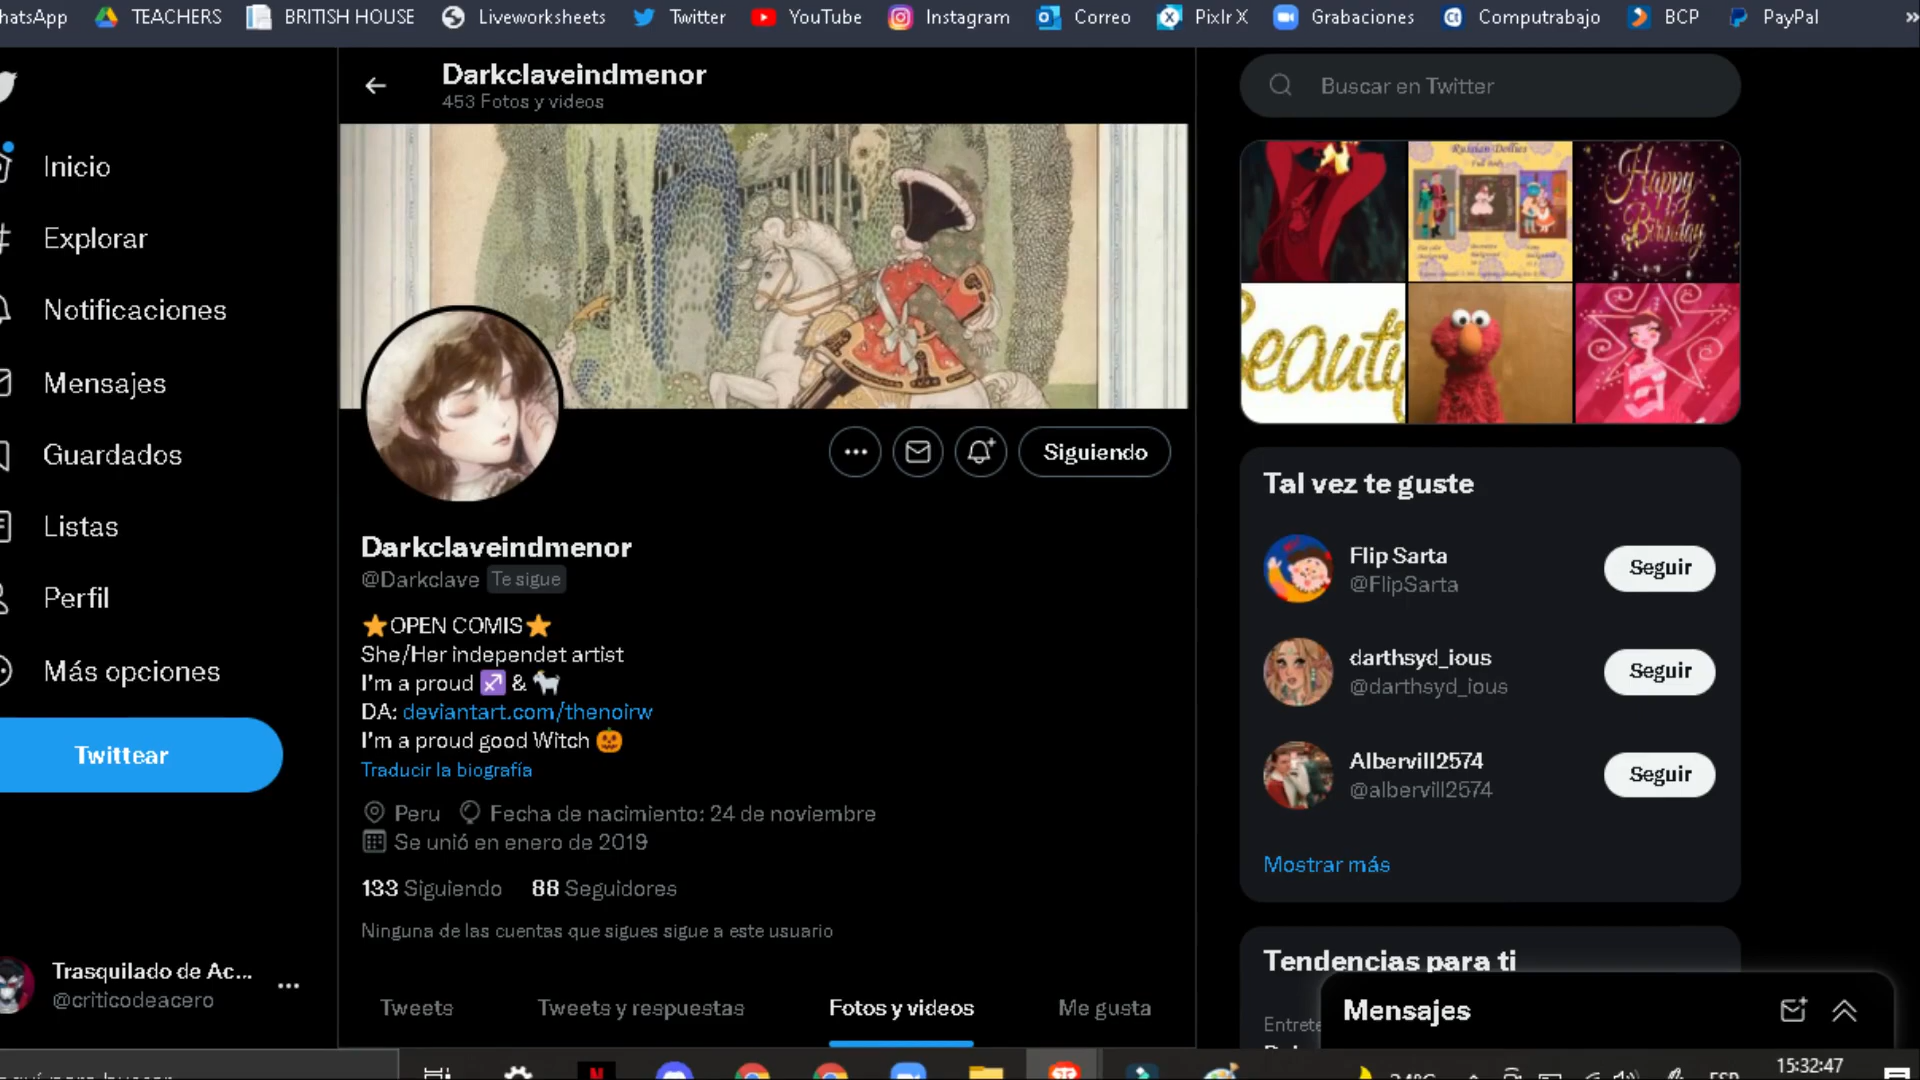 TEACHERS
BRITISH HOUSE
Liveworksheets
Twitter
YouTube
Instagram
Correo
Pixlr X
Grabaciones
Computrabajo
BCP
PayPal
»
Darkclaveindmenor
453 Fotos y videos
Buscar en Twitter
Inicio
Explorar
Notificaciones
Mensajes
Guardados
Listas
Perfil
Más opciones
Twittear
Trasquilado de Ac...
@criticodeacero
Siguiendo
Darkclaveindmenor
@Darkclave Te sigue
⭐OPEN COMIS⭐
She/Her independet artist
I'm a proud ♐ & 🐐
DA: deviantart.com/thenoirw
I'm a proud good Witch 🎃
Traducir la biografía
Peru Fecha de nacimiento: 24 de noviembre
Se unió en enero de 2019
133 Siguiendo 88 Seguidores
Ninguna de las cuentas que sigues sigue a este usuario
Tweets Tweets y respuestas Fotos y videos Me gusta
Russian Dollies
Full Body
Happy
Birthday
Tal vez te guste
Flip Sarta
@FlipSarta
Seguir
darthsyd_ious
@darthsyd_ious
Seguir
Albervill2574
@albervill2574
Seguir
Mostrar más
Tendencias para ti
Mensajes
15:32:47